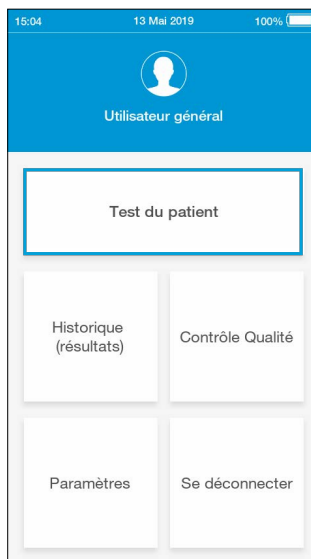 15:04 13 Mai 2019 100%
Utilisateur général
Test du patient
Historique
(résultats)
Contrôle Qualité
Paramètres
Se déconnecter